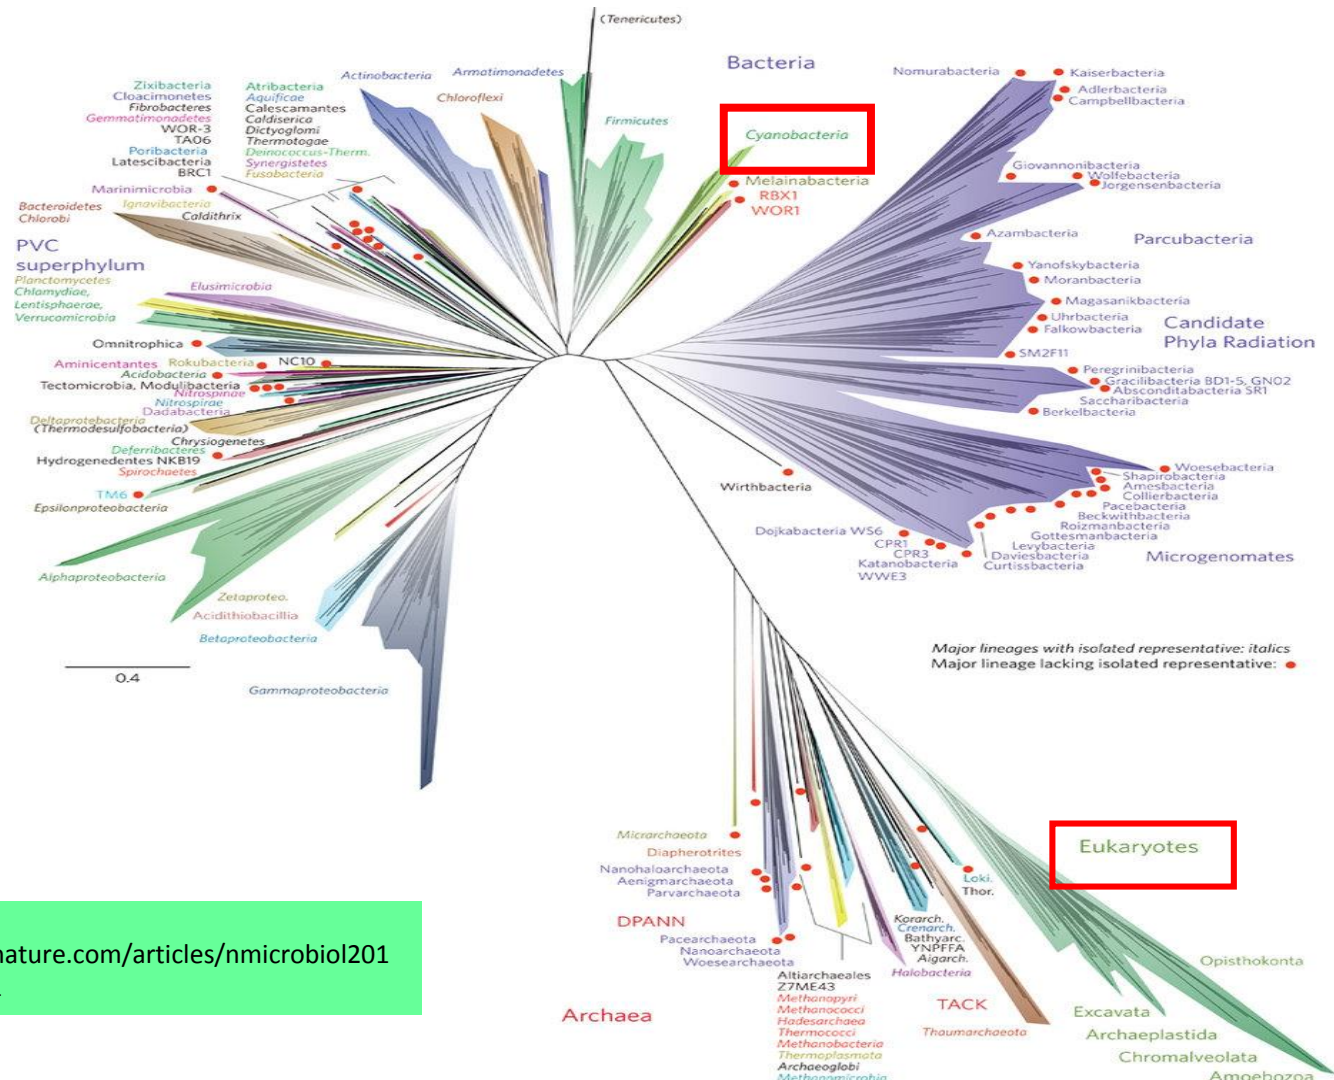 (Tenericutes)
Bacteria
Actinobacteria
Armatimonadetes
Chloroflexi
Firmicutes
Cyanobacteria
Melainabacteria
RBX1
WOR1
Zixibacteria
Cloacimonetes
Fibrobacteres
Gemmatimonadetes
WOR-3
TA06
Poribacteria
Latescibacteria
BRC1
Atribacteria
Aquificae
Calescamantes
Caldiserica
Dictyoglomi
Thermotogae
Deinococcus-Therm.
Synergistetes
Fusobacteria
Marinimicrobia
Ignavibacteria
Bacteroidetes
Chlorobi
Caldithrix
PVC
superphylum
Planctomycetes
Chlamydiae,
Lentisphaerae,
Verrucomicrobia
Elusimicrobia
Omnitrophica
Aminicentantes
Rokubacteria
NC10
Acidobacteria
Tectomicrobia, Modulibacteria
Nitrospinae
Nitrospirae
Dadabacteria
Deltaprotebacteria
(Thermodesulfobacteria)
Chrysiogenetes
Deferribacteres
Hydrogenedentes NKB19
Spirochaetes
TM6
Epsilonproteobacteria
Alphaproteobacteria
Zetaproteo.
Acidithiobacillia
Betaproteobacteria
Gammaproteobacteria
0.4
Nomurabacteria
Kaiserbacteria
Adlerbacteria
Campbellbacteria
Giovannonibacteria
Wolfebacteria
Jorgensenbacteria
Azambacteria
Parcubacteria
Yanofskybacteria
Moranbacteria
Magasanikbacteria
Uhrbacteria
Falkowbacteria
Candidate
Phyla Radiation
SM2F11
Peregrinibacteria
Gracilibacteria BD1-5, GN02
Absconditabacteria SR1
Saccharibacteria
Berkelbacteria
Woesebacteria
Shapirobacteria
Amesbacteria
Collierbacteria
Pacebacteria
Beckwithbacteria
Roizmanbacteria
Gottesmanbacteria
Levybacteria
Daviesbacteria
Curtissbacteria
Microgenomates
Wirthbacteria
Dojkabacteria WS6
CPR1
CPR3
Katanobacteria
WWE3
Major lineages with isolated representative: italics
Major lineage lacking isolated representative:
Micrarchaeota
Diapherotrites
Nanohaloarchaeota
Aenigmarchaeota
Parvarchaeota
DPANN
Pacearchaeota
Nanoarchaeota
Woesearchaeota
Archaea
Altiarchaeales
Z7ME43
Methanopyri
Methanococci
Hadesarchaea
Thermococci
Methanobacteria
Thermoplasmata
Archaeoglobi
Methanomicrobia
Halobacteria
Korarch.
Crenarch.
Bathyarc.
YNPFFA
Aigarch.
TACK
Thaumarchaeota
Loki.
Thor.
Eukaryotes
Opisthokonta
Excavata
Archaeplastida
Chromalveolata
Amoebozoa
nature.com/articles/nmicrobiol201